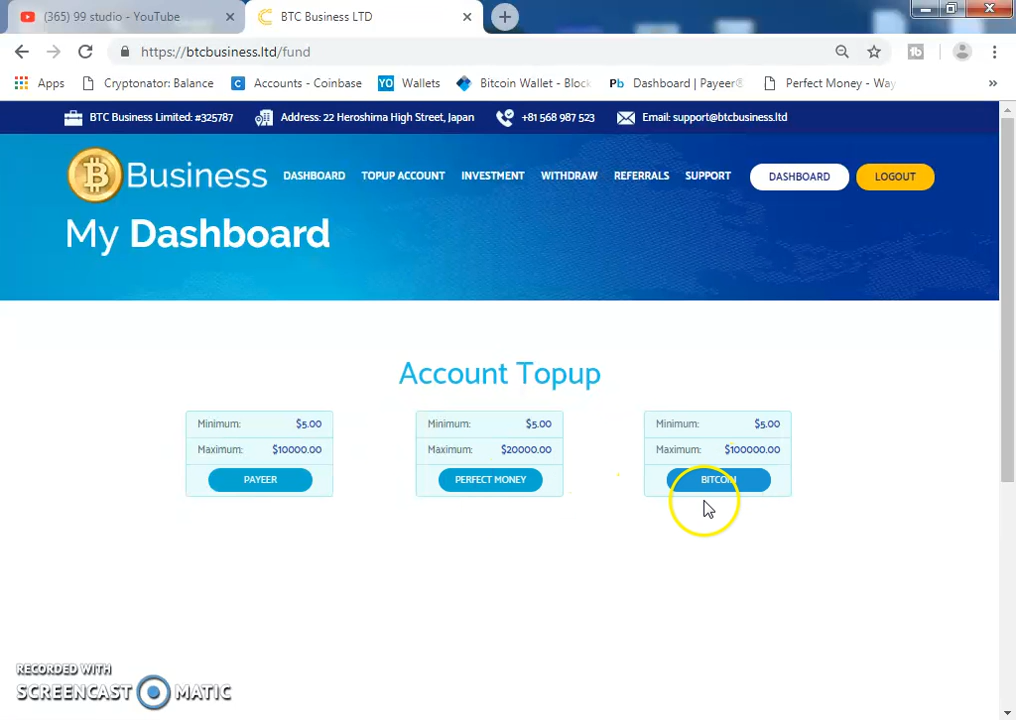 (365) 99 studio - YouTube
BTC Business LTD
https://btcbusiness.ltd/fund
Apps
Cryptonator: Balance
Accounts - Coinbase
YO Wallets
Bitcoin Wallet - Block
Pb Dashboard | Payeer®
Perfect Money - Way
BTC Business Limited: #325787
Address: 22 Heroshima High Street, Japan
+81 568 987 523
Email: support@btcbusiness.ltd
Business
DASHBOARD
TOPUP ACCOUNT
INVESTMENT
WITHDRAW
REFERRALS
SUPPORT
DASHBOARD
LOGOUT
My Dashboard
Account Topup
Minimum: $5.00
Maximum: $10000.00
PAYEER
Minimum: $5.00
Maximum: $20000.00
PERFECT MONEY
Minimum: $5.00
Maximum: $100000.00
BITCOIN
RECORDED WITH
SCREENCAST MATIC